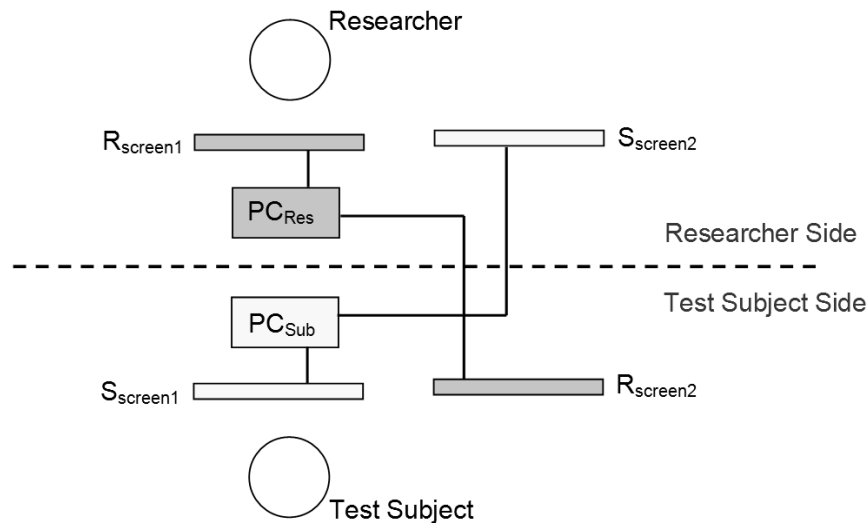 Researcher
Rscreen1
Sscreen2
PCRes
Researcher Side
Test Subject Side
PCSub
Sscreen1
Rscreen2
Test Subject